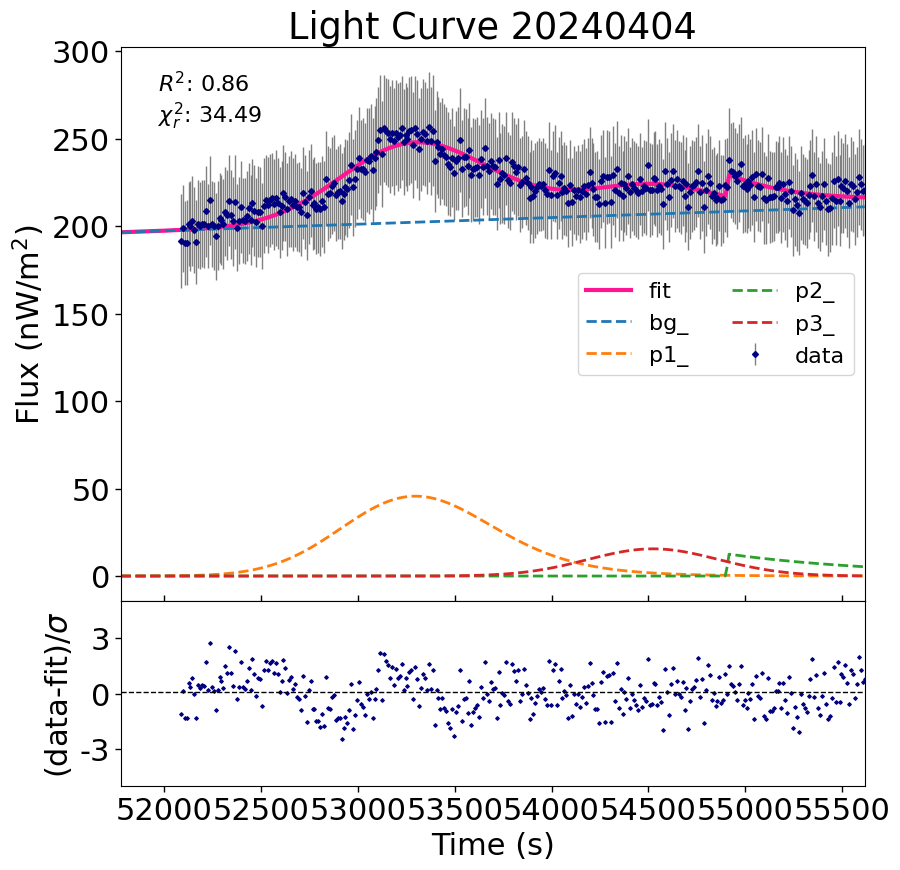 Light Curve 20240404
R²: 0.86
χ²ᵣ: 34.49
Flux (nW/m²)
300
250
200
150
100
50
0
fit
bg_
p1_
p2_
p3_
data
(data-fit)/σ
3
0
-3
52000 52500 53000 53500 54000 54500 55000 55500
Time (s)